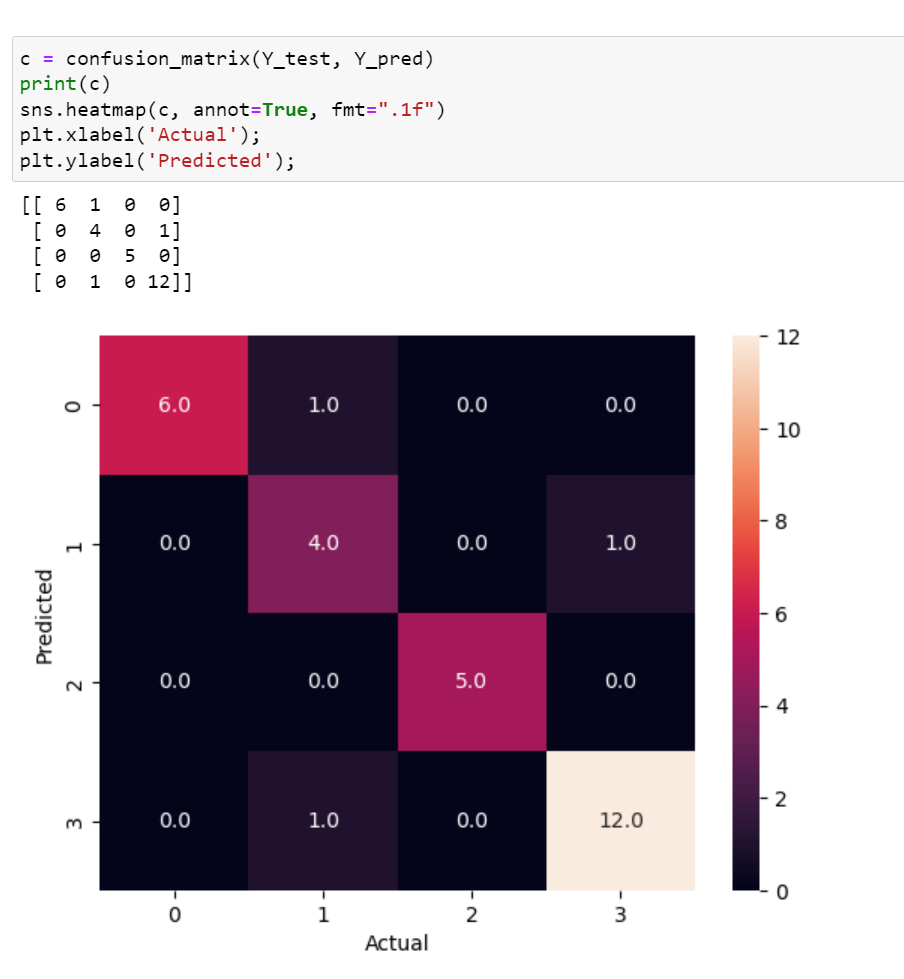 c = confusion_matrix(Y_test, Y_pred)
print(c)
sns.heatmap(c, annot=True, fmt=".1f")
plt.xlabel('Actual');
plt.ylabel('Predicted');
[[ 6 1 0 0]
[ 0 4 0 1]
[ 0 0 5 0]
[ 0 1 0 12]]
0 6.0 1.0 0.0 0.0
1 0.0 4.0 0.0 1.0
2 0.0 0.0 5.0 0.0
3 0.0 1.0 0.0 12.0
0 1 2 3
Actual
Predicted
12
10
8
6
4
2
0